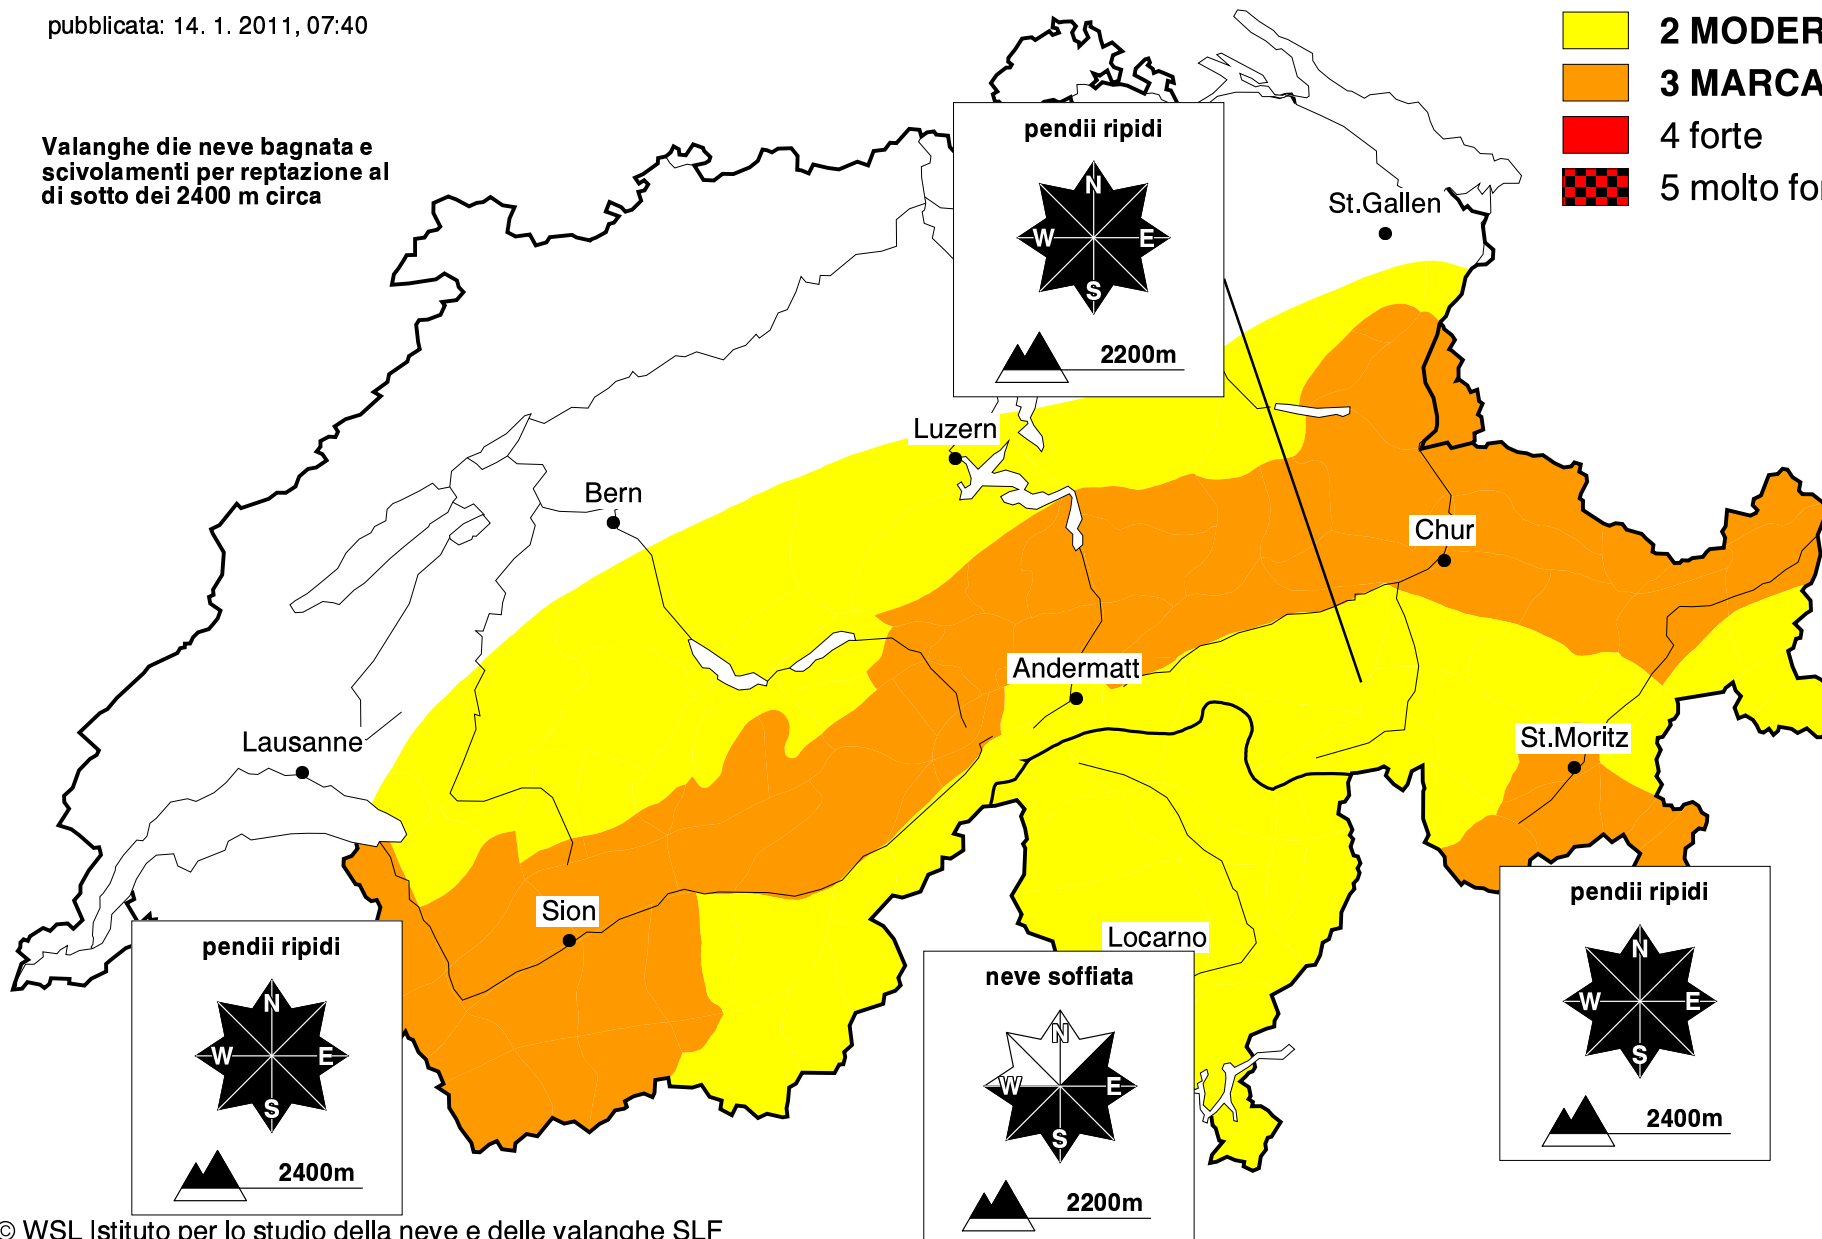 pubblicata: 14. 1. 2011, 07:40
2 MODER
3 MARCA
4 forte
5 molto for
Valanghe die neve bagnata e
scivolamenti per reptazione al
di sotto dei 2400 m circa
pendii ripidi
N
W E
S
2200m
St.Gallen
Luzern
Bern
Chur
Andermatt
Lausanne
St.Moritz
Sion
Locarno
pendii ripidi
N
W E
S
2400m
neve soffiata
N
W E
S
2200m
pendii ripidi
N
W E
S
2400m
© WSL Istituto per lo studio della neve e delle valanghe SLF